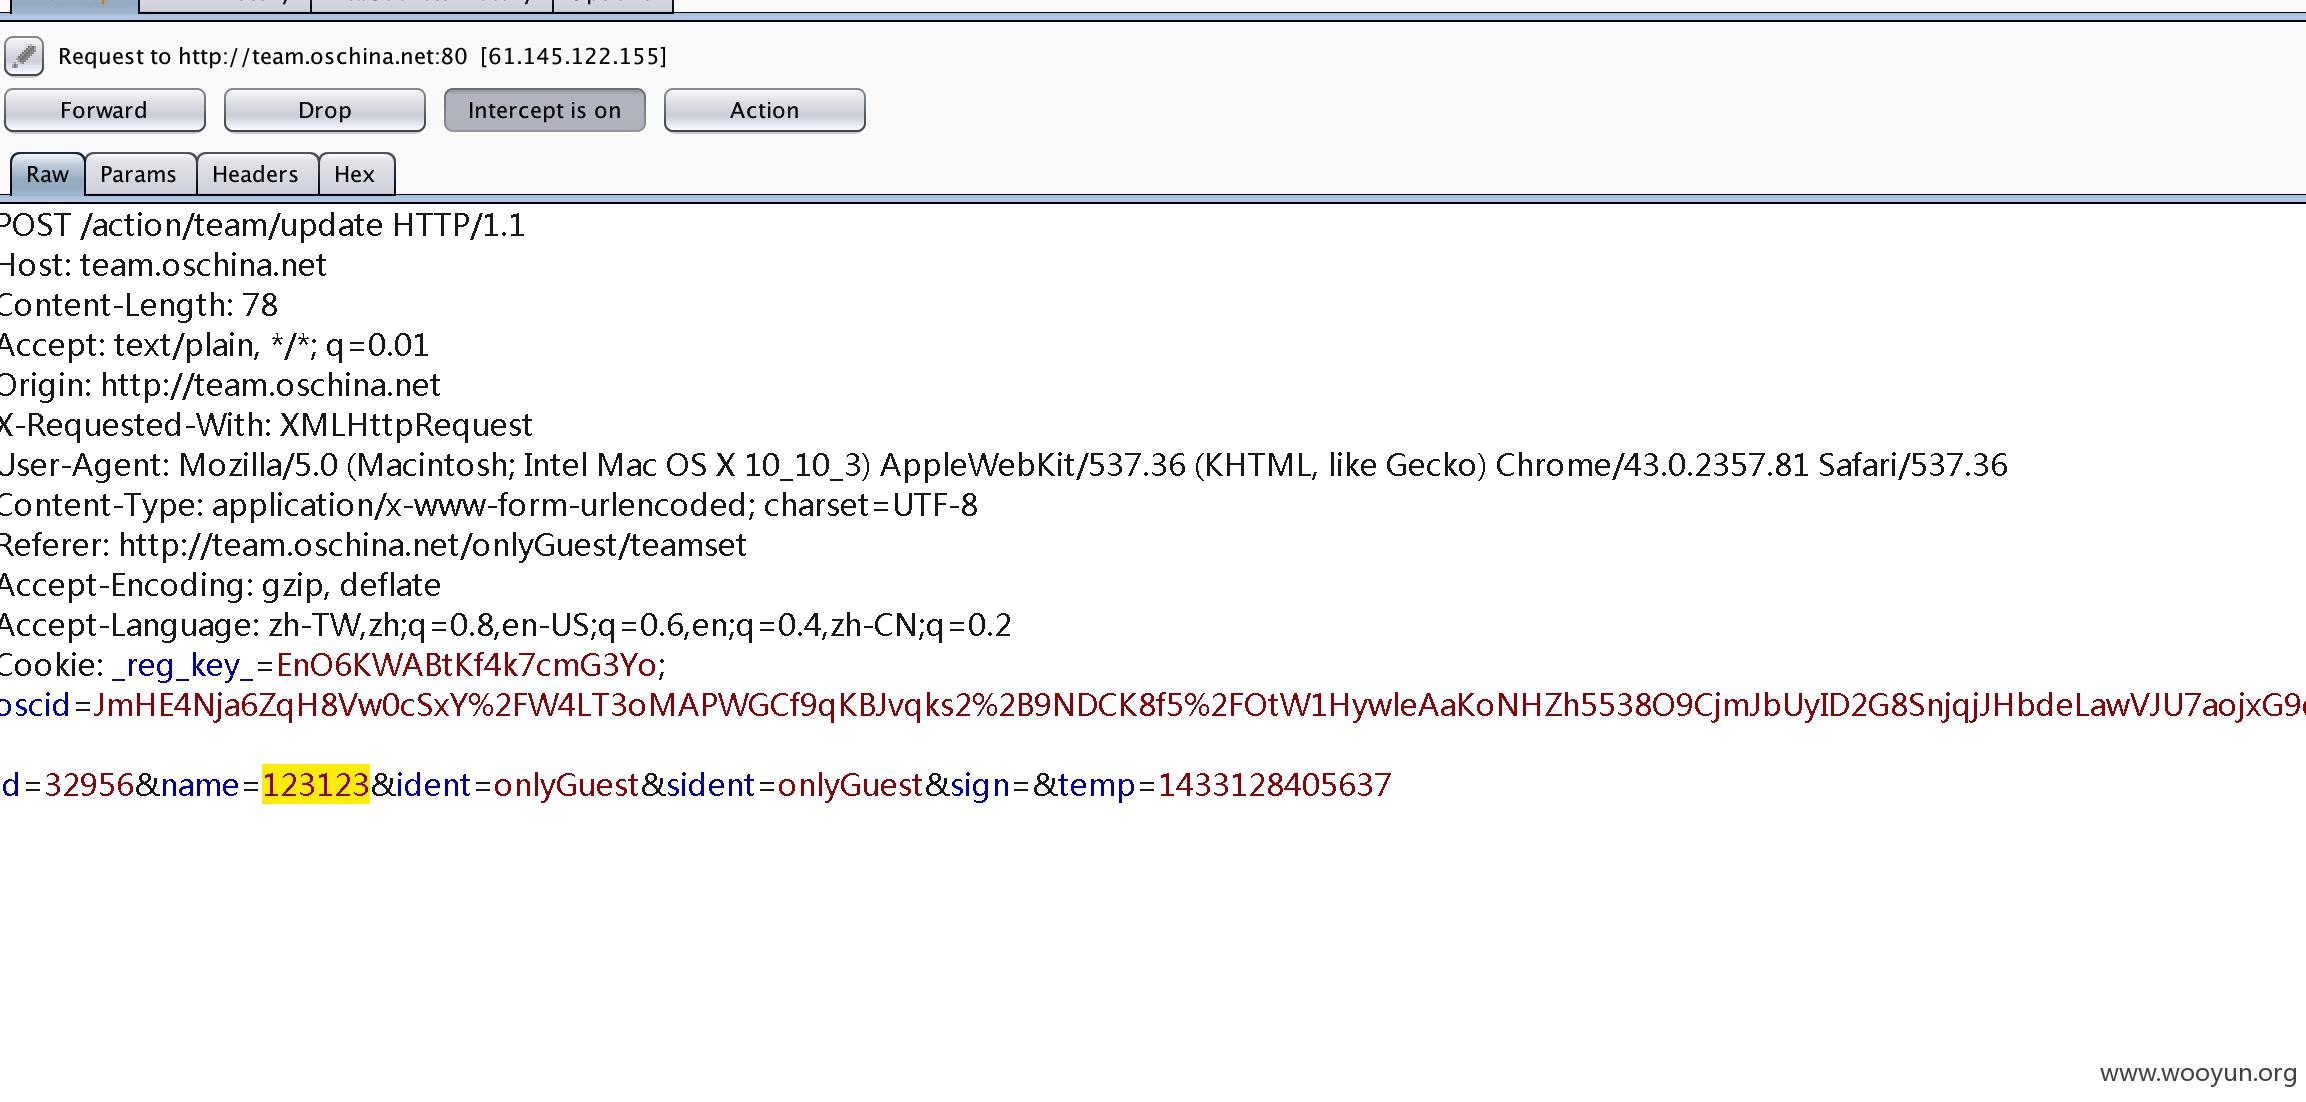 Request to http://team.oschina.net:80 [61.145.122.155]
Forward Drop Intercept is on Action
Raw Params Headers Hex
POST /action/team/update HTTP/1.1
Host: team.oschina.net
Content-Length: 78
Accept: text/plain, */*; q=0.01
Origin: http://team.oschina.net
X-Requested-With: XMLHttpRequest
User-Agent: Mozilla/5.0 (Macintosh; Intel Mac OS X 10_10_3) AppleWebKit/537.36 (KHTML, like Gecko) Chrome/43.0.2357.81 Safari/537.36
Content-Type: application/x-www-form-urlencoded; charset=UTF-8
Referer: http://team.oschina.net/onlyGuest/teamset
Accept-Encoding: gzip, deflate
Accept-Language: zh-TW,zh;q=0.8,en-US;q=0.6,en;q=0.4,zh-CN;q=0.2
Cookie: _reg_key_=EnO6KWABtKf4k7cmG3Yo;
oscid=JmHE4Nja6ZqH8Vw0cSxY%2FW4LT3oMAPWGCf9qKBJvqks2%2B9NDCK8f5%2FOtW1HywleAaKoNHZh5538O9CjmJbUyID2G8SnjqjJHbdeLawVJU7aojxG9
d=32956&name=123123&ident=onlyGuest&sident=onlyGuest&sign=&temp=1433128405637
www.wooyun.org